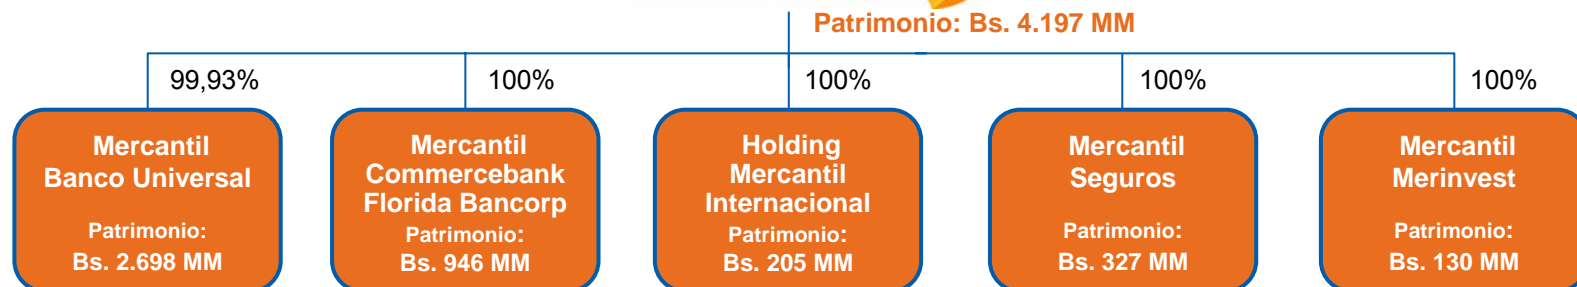 Patrimonio: Bs. 4.197 MM
99,93%
100%
100%
100%
100%
Mercantil
Banco Universal
Patrimonio:
Bs. 2.698 MM
Mercantil
Commercebank
Florida Bancorp
Patrimonio:
Bs. 946 MM
Holding
Mercantil
Internacional
Patrimonio:
Bs. 205 MM
Mercantil
Seguros
Patrimonio:
Bs. 327 MM
Mercantil
Merinvest
Patrimonio:
Bs. 130 MM